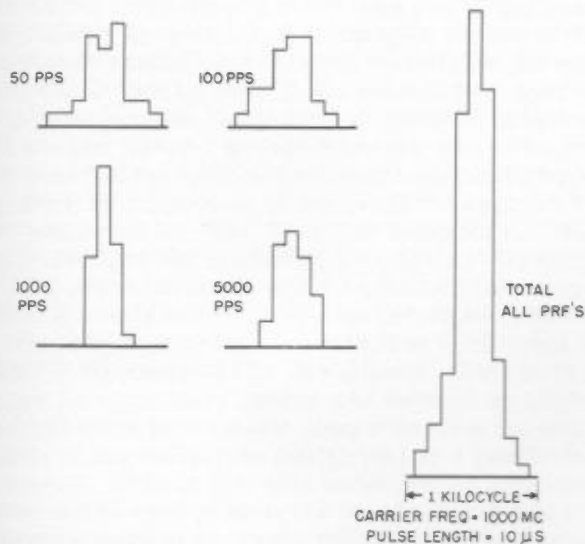 50 PPS
100 PPS
1000
PPS
5000
PPS
TOTAL
ALL PRF'S
1 KILOCYCLE
CARRIER FREQ = 1000 MC
PULSE LENGTH = 10 μS